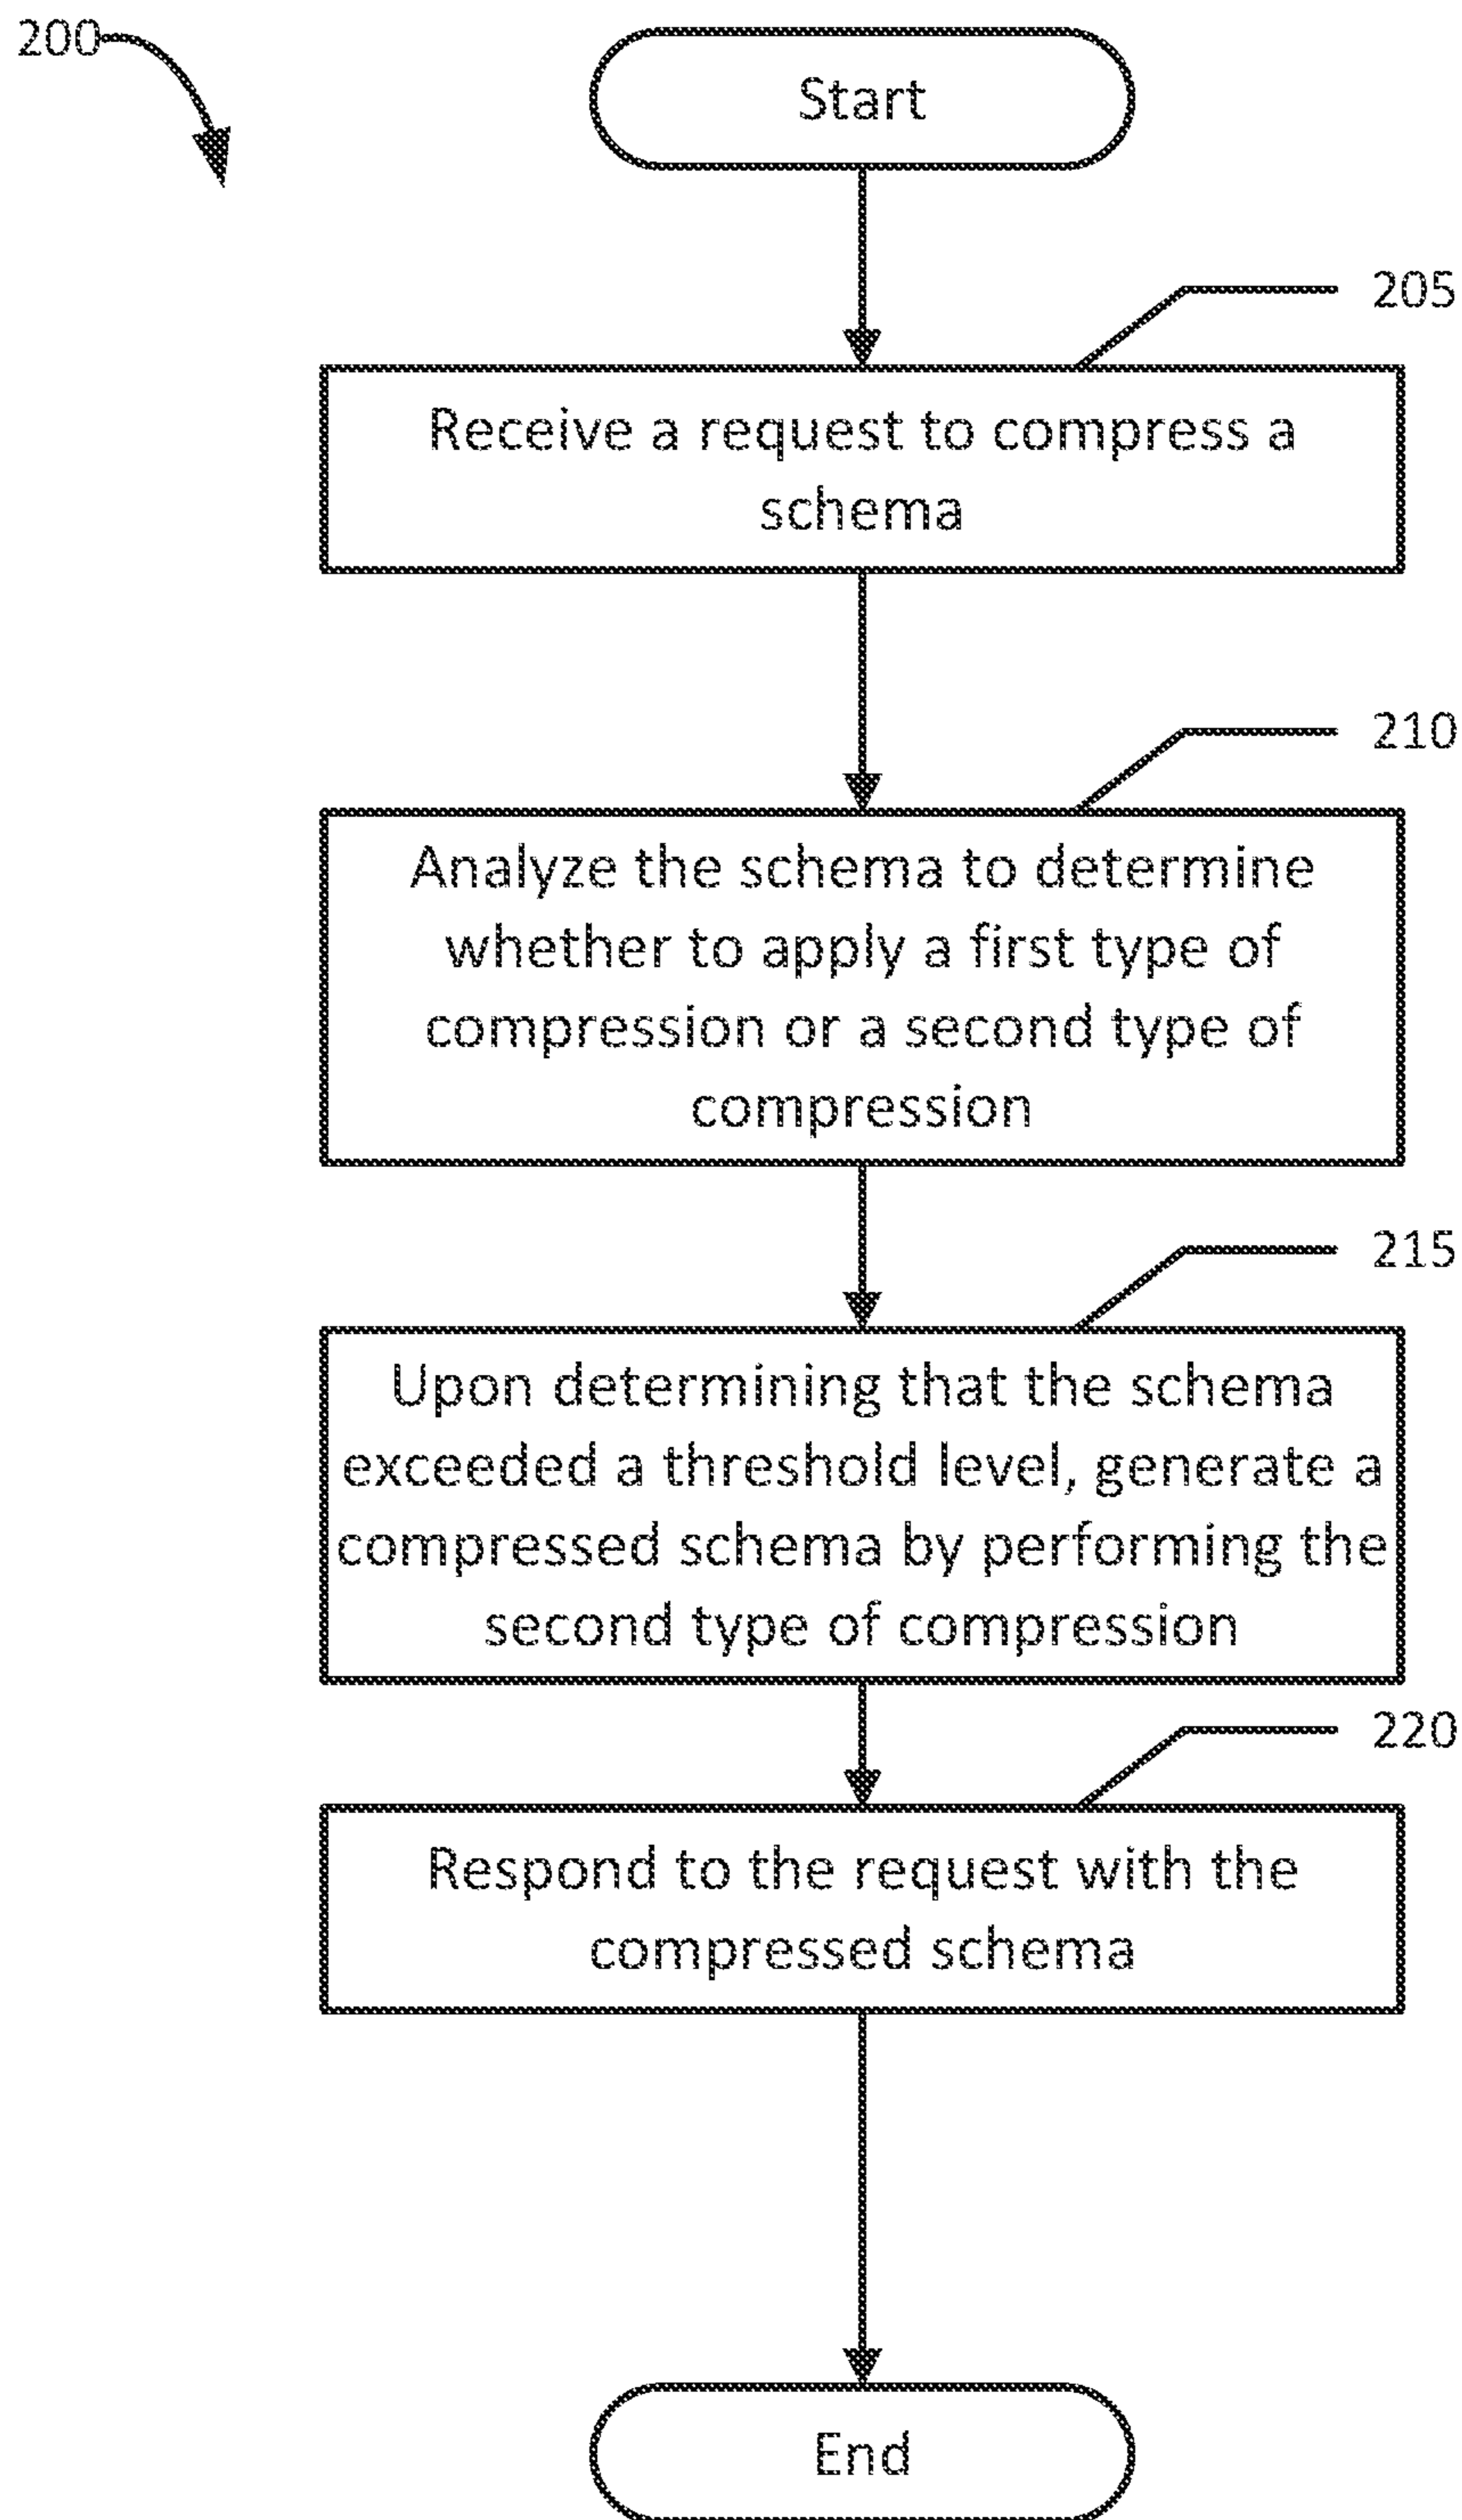 200
Start
205
Receive a request to compress a
schema
210
Analyze the schema to determine
whether to apply a first type of
compression or a second type of
compression
215
Upon determining that the schema
exceeded a threshold level, generate a
compressed schema by performing the
second type of compression
220
Respond to the request with the
compressed schema
End